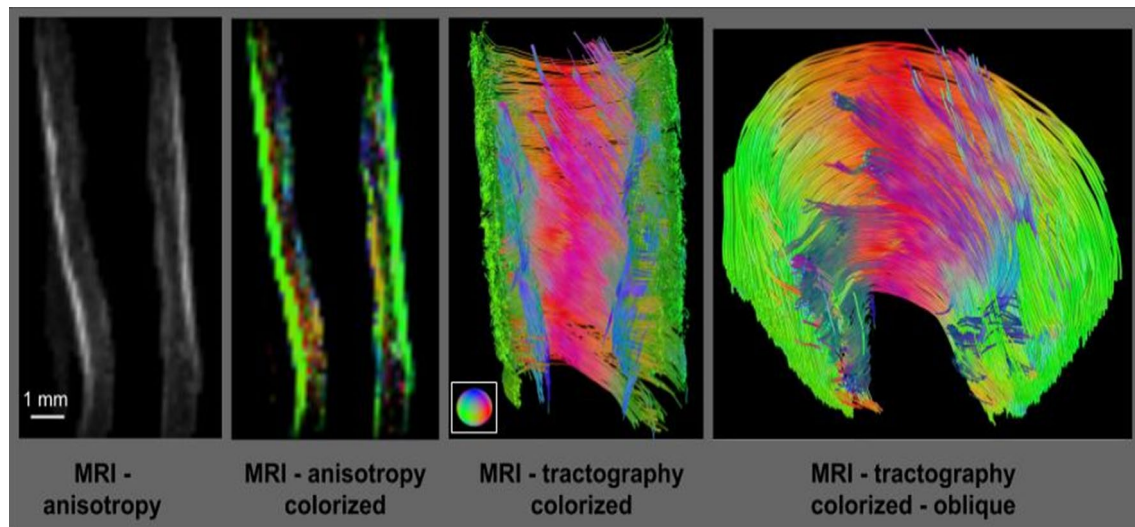 1 mm
MRI -
anisotropy
MRI - anisotropy
colorized
MRI - tractography
colorized
MRI - tractography
colorized - oblique